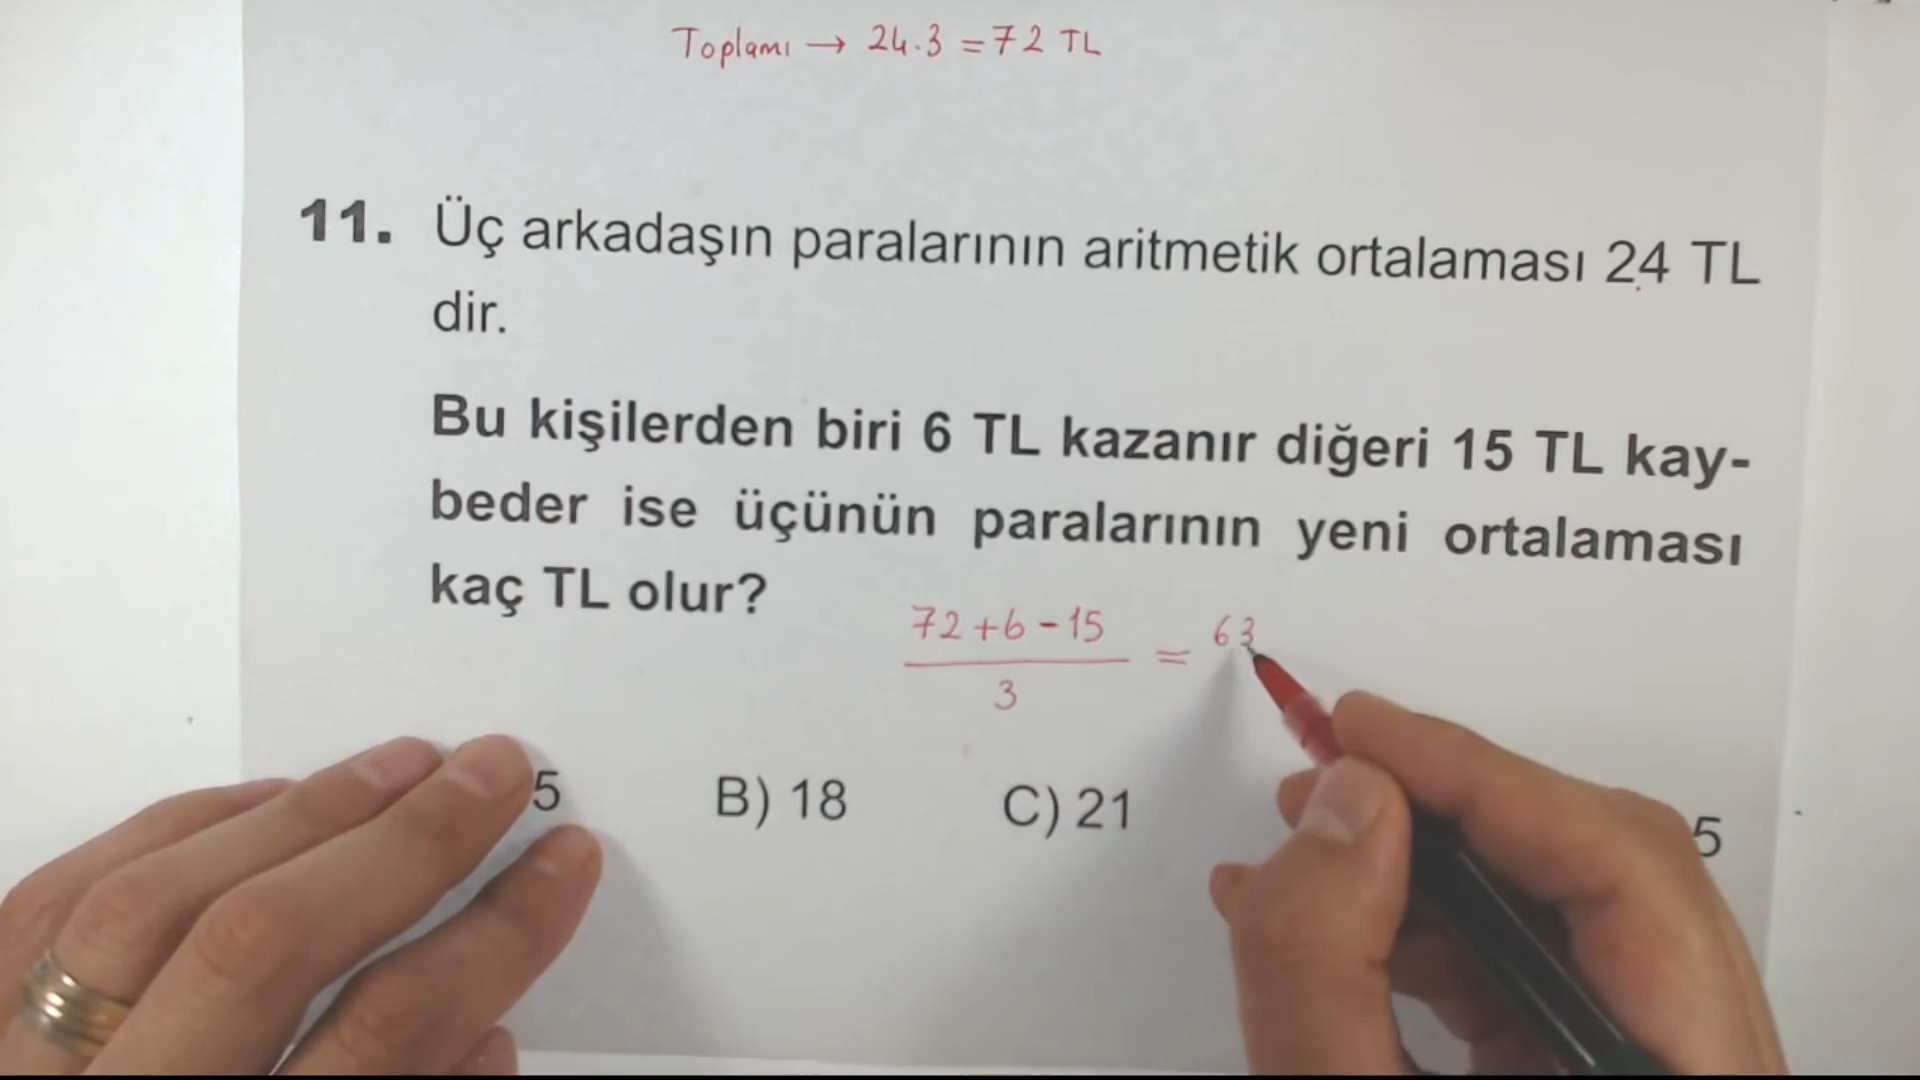 Toplamı → 24.3 = 72 TL
11. Üç arkadaşın paralarının aritmetik ortalaması 24 TL
dir.
Bu kişilerden biri 6 TL kazanır diğeri 15 TL kay-
beder ise üçünün paralarının yeni ortalaması
kaç TL olur?
72+6-15
= 63
3
5 B) 18 C) 21 5